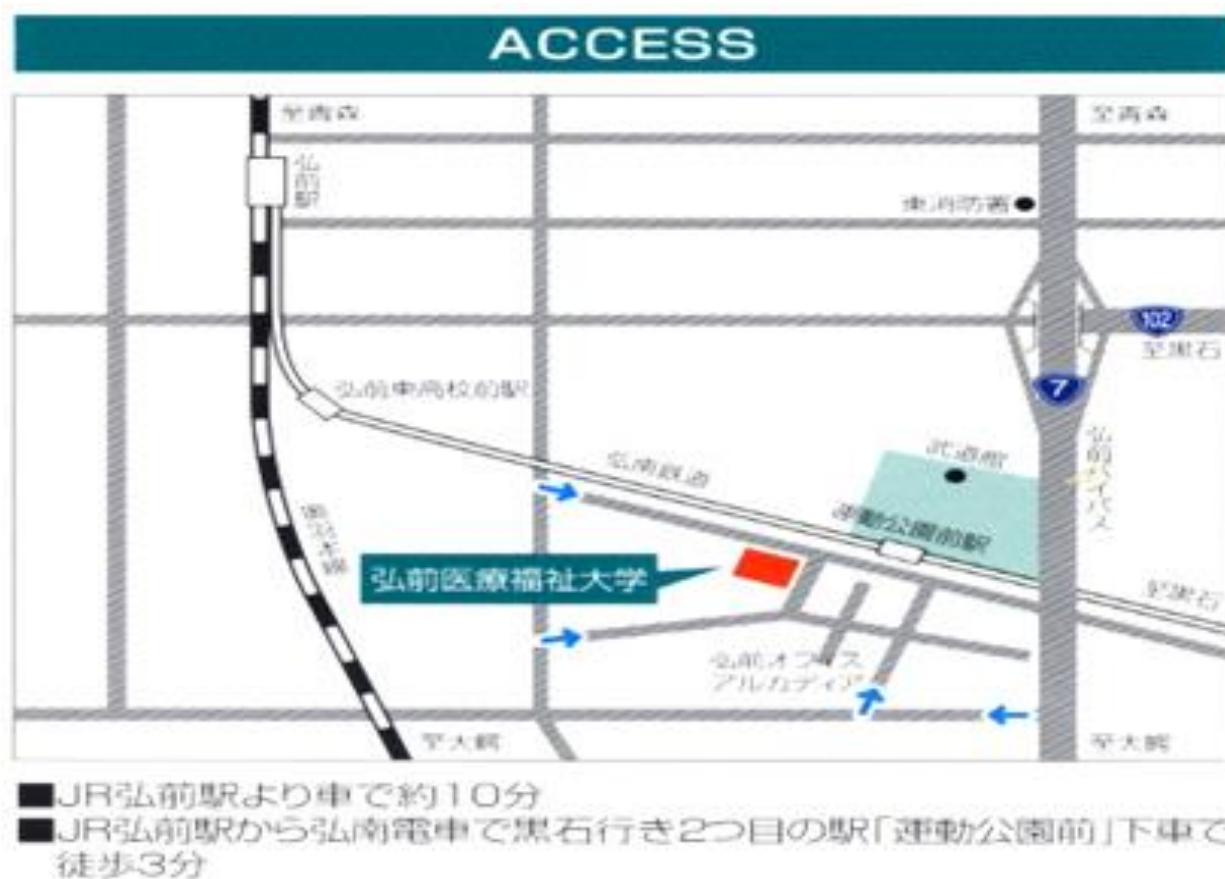 ACCESS
至青森
至青森
弘前駅
東消防署
102
至黒石
7
弘前東高校前駅
弘前バイパス
武道館
弘南鉄道
運動公園前駅
弘前医療福祉大学
至黒石
弘前オフィス
アルカディア
至大鰐
至大鰐
■JR弘前駅より車で約10分
■JR弘前駅から弘南電車で黒石行き2つ目の駅「運動公園前」下車で
徒歩3分